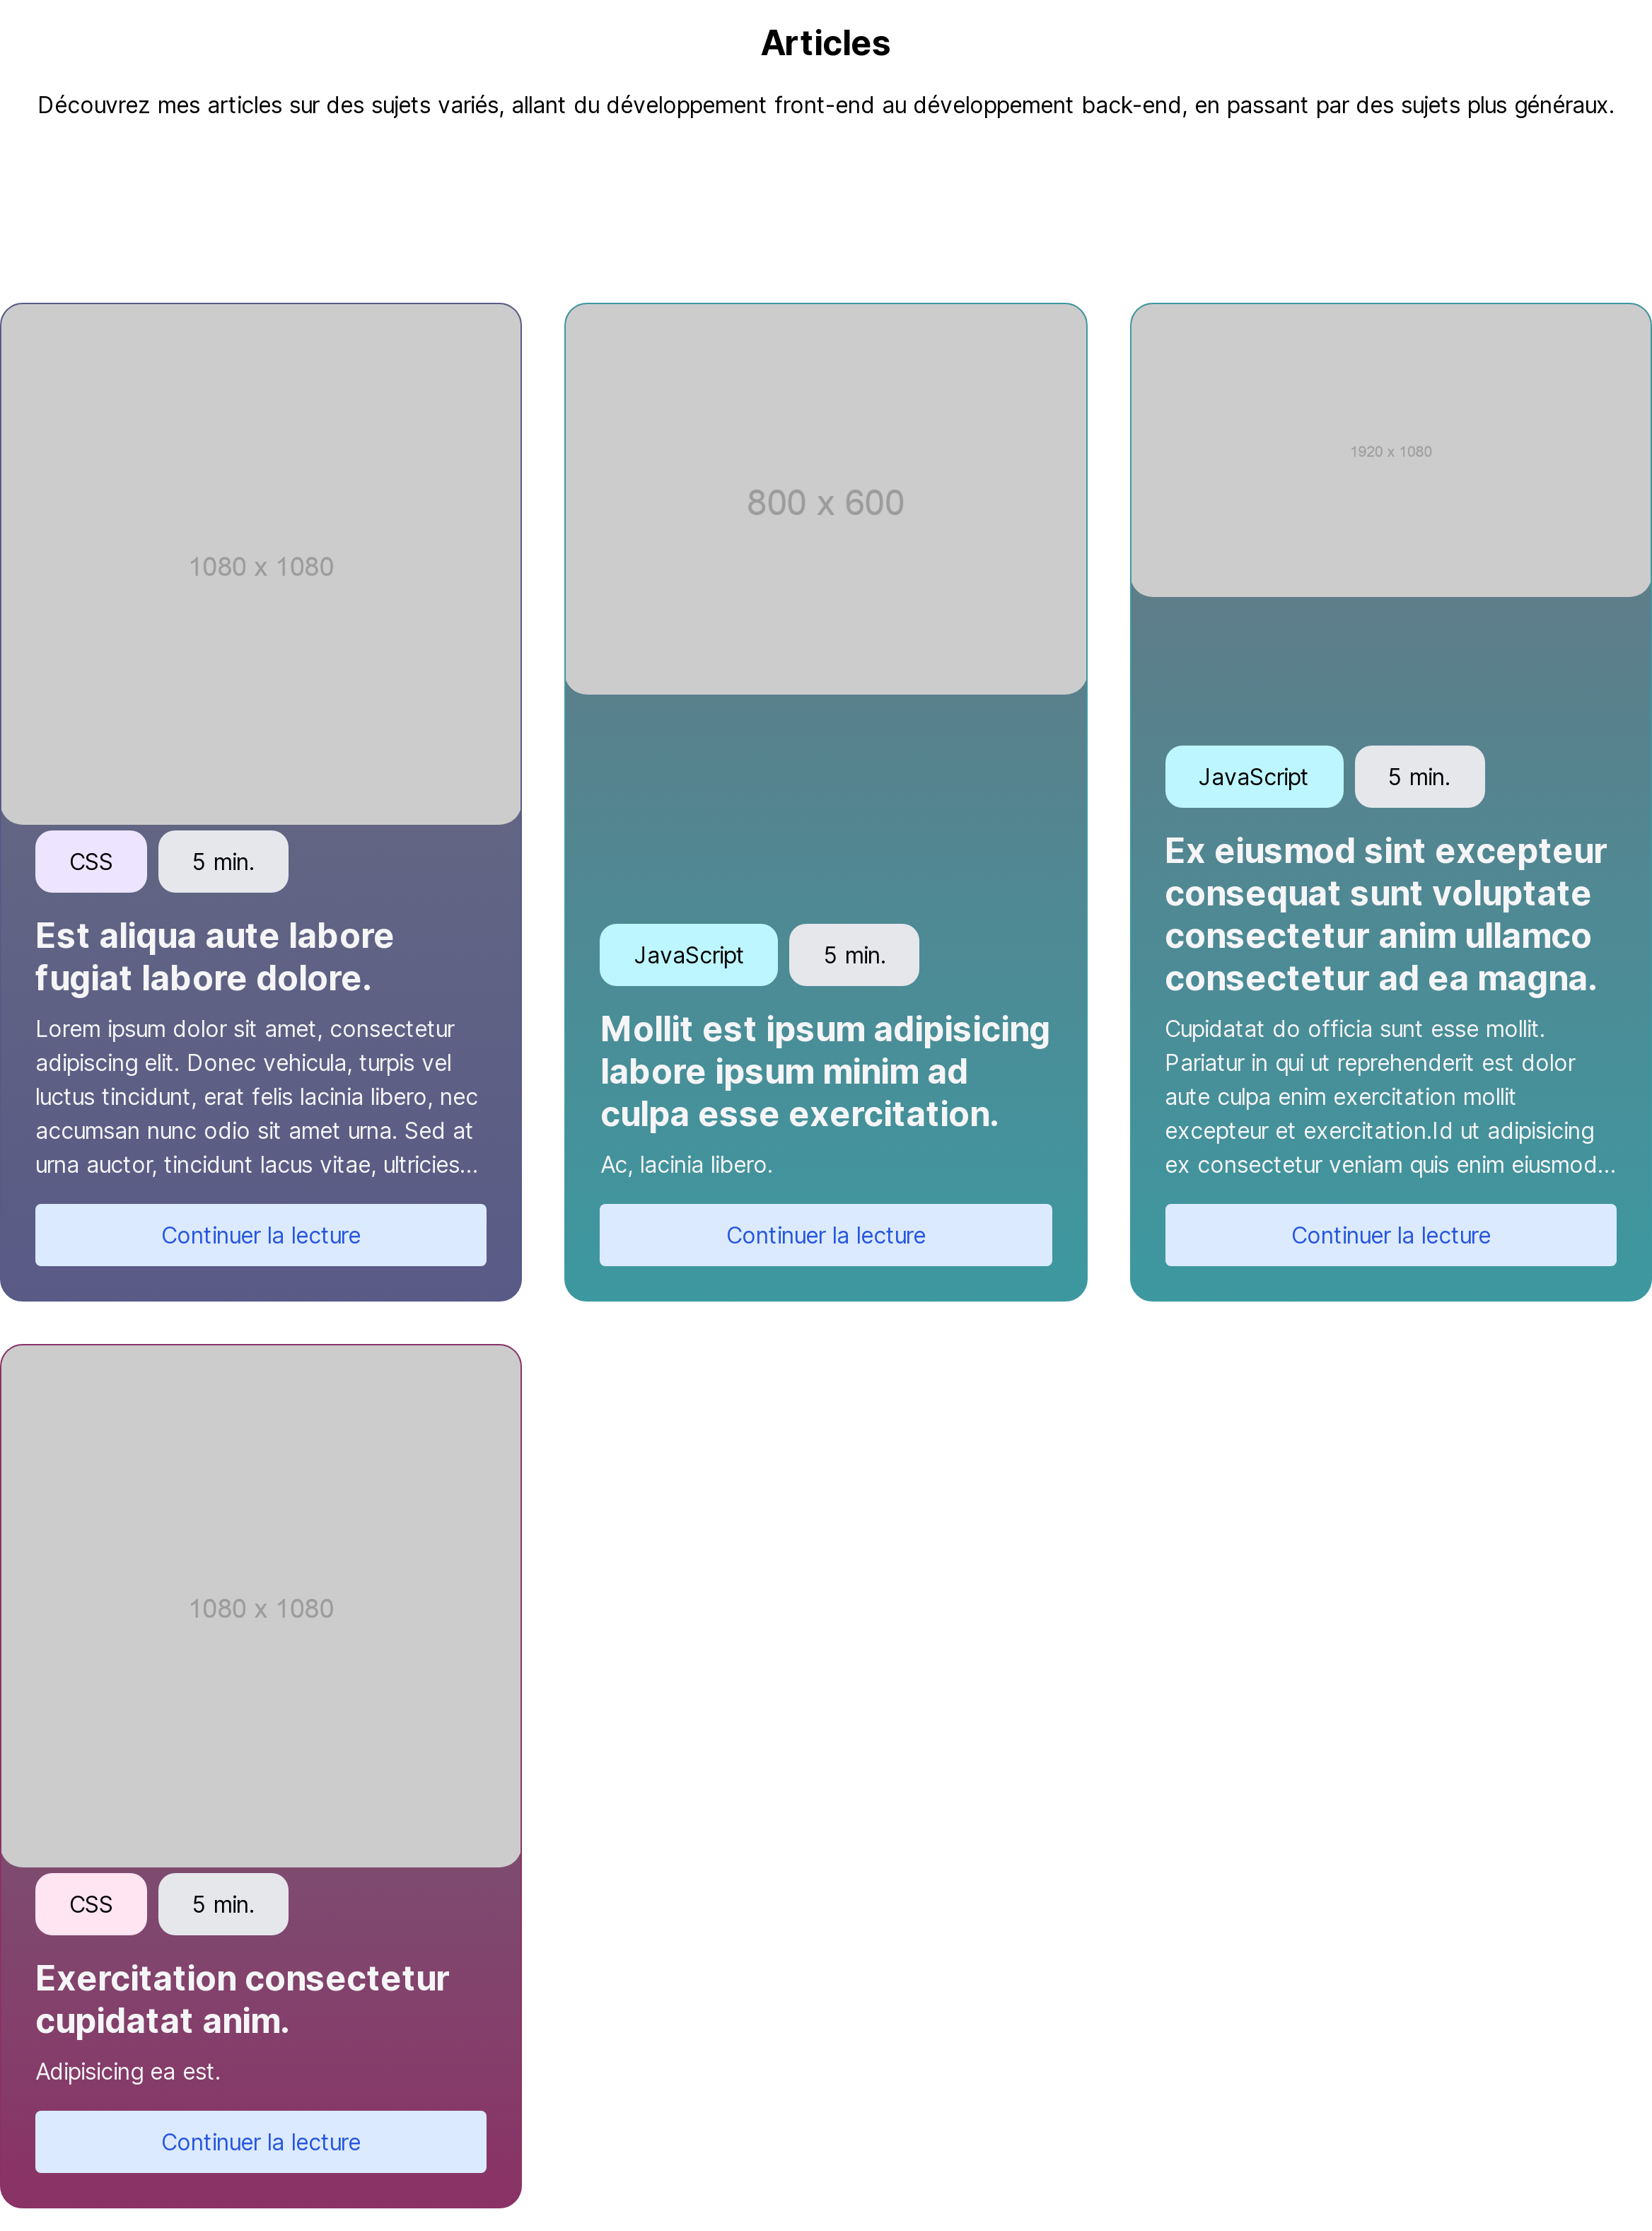 Articles
Découvrez mes articles sur des sujets variés, allant du développement front-end au développement back-end, en passant par des sujets plus généraux.
1080 x 1080
CSS
5 min.
Est aliqua aute labore
fugiat labore dolore.
Lorem ipsum dolor sit amet, consectetur
adipiscing elit. Donec vehicula, turpis vel
luctus tincidunt, erat felis lacinia libero, nec
accumsan nunc odio sit amet urna. Sed at
urna auctor, tincidunt lacus vitae, ultricies...
Continuer la lecture
800 x 600
JavaScript
5 min.
Mollit est ipsum adipisicing
labore ipsum minim ad
culpa esse exercitation.
Ac, lacinia libero.
Continuer la lecture
1920 x 1080
JavaScript
5 min.
Ex eiusmod sint excepteur
consequat sunt voluptate
consectetur anim ullamco
consectetur ad ea magna.
Cupidatat do officia sunt esse mollit.
Pariatur in qui ut reprehenderit est dolor
aute culpa enim exercitation mollit
excepteur et exercitation.Id ut adipisicing
ex consectetur veniam quis enim eiusmod...
Continuer la lecture
1080 x 1080
CSS
5 min.
Exercitation consectetur
cupidatat anim.
Adipisicing ea est.
Continuer la lecture